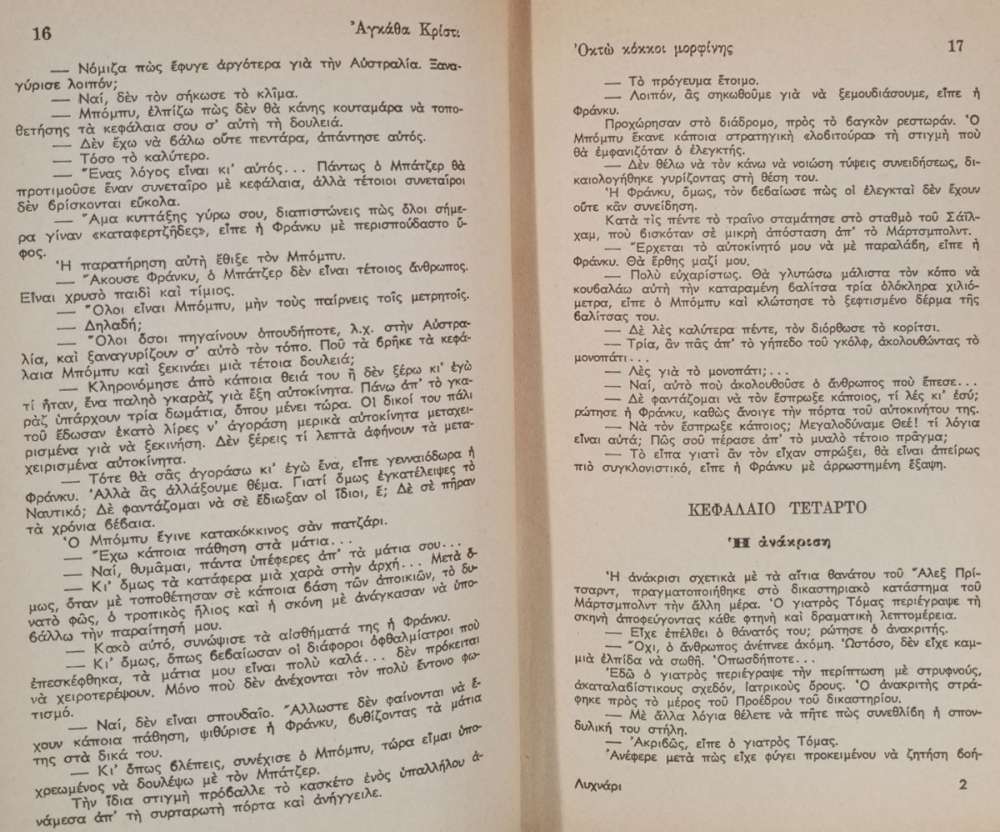 16
Ἀγκάθα Κρίστι
— Νόμιζα πὼς ἔφυγε ἀργότερα γιὰ τὴν Αὐστραλία. Ξανα-
γύρισε λοιπόν;
— Ναί, δὲν τὸν σήκωσε τὸ κλῖμα.
— Μπόμπυ, ἐλπίζω πὼς δὲν θὰ κάνης κουταμάρα νὰ τοπο-
θετήσης τὰ κεφάλαια σου σ' αὐτὴ τὴ δουλειά.
— Δὲν ἔχω νὰ βάλω οὔτε πεντάρα, ἀπάντησε αὐτός.
— Τόσο τὸ καλύτερο.
— Ἕνας λόγος εἶναι κι' αὐτός... Πάντως ὁ Μπάτζερ θὰ
προτιμοῦσε ἕναν συνεταῖρο μὲ κεφάλαια, ἀλλὰ τέτοιοι συνεταῖροι
δὲν βρίσκονται εὔκολα.
— Ἅμα κυττάξης γύρω σου, διαπιστώνεις πὼς ὅλοι σήμε-
ρα γίναν «καταφερτζῆδες», εἶπε ἡ Φράνκυ μὲ περισπούδαστο ὕ-
φος.
Ἡ παρατήρηση αὐτὴ ἔθιξε τὸν Μπόμπυ.
— Ἄκουσε Φράνκυ, ὁ Μπάτζερ δὲν εἶναι τέτοιος ἄνθρωπος.
Εἶναι χρυσὸ παιδὶ καὶ τίμιος.
— Ὅλοι εἶναι Μπόμπυ, μὴν τοὺς παίρνεις τοῖς μετρητοῖς.
— Δηλαδή;
— Ὅλοι ὅσοι πηγαίνουν ὁπουδήποτε, λ.χ. στὴν Αὐστρα-
λία, καὶ ξαναγυρίζουν σ' αὐτὸ τὸν τόπο. Ποῦ τὰ βρῆκε τὰ κεφά-
λαια Μπόμπυ καὶ ξεκινάει μιὰ τέτοια δουλειά;
— Κληρονόμησε ἀπὸ κάποια θειά του ἢ δὲν ξέρω κι' ἐγὼ
τί ἦταν, ἕνα παληὸ γκαρὰζ γιὰ ἕξη αὐτοκίνητα. Πάνω ἀπ' τὸ γκα-
ρὰζ ὑπάρχουν τρία δωμάτια, ὅπου μένει τώρα. Οἱ δικοί του πάλι
τοῦ ἔδωσαν ἑκατὸ λίρες ν' ἀγοράση μερικὰ αὐτοκίνητα μεταχει-
ρισμένα γιὰ νὰ ξεκινήση. Δὲν ξέρεις τί λεπτὰ ἀφήνουν τὰ μετα-
χειρισμένα αὐτοκίνητα.
— Τότε θὰ σᾶς ἀγοράσω κι' ἐγὼ ἕνα, εἶπε γενναιόδωρα ἡ
Φράνκυ. Ἀλλὰ ἂς ἀλλάξουμε θέμα. Γιατί ὅμως ἐγκατέλειψες τὸ
Ναυτικό; Δὲ φαντάζομαι νὰ σὲ ἔδιωξαν οἱ ἴδιοι, ἔ; Δὲ σὲ πῆραν
τὰ χρόνια βέβαια.
Ὁ Μπόμπυ ἔγινε κατακόκκινος σὰν πατζάρι.
— Ἔχω κάποια πάθηση στὰ μάτια...
— Ναί, θυμᾶμαι, πάντα ὑπέφερες ἀπ' τὰ μάτια σου...
— Κι' ὅμως τὰ κατάφερα μιὰ χαρὰ στὴν ἀρχή... Μετὰ ὅ-
μως, ὅταν μὲ τοποθέτησαν σὲ κάποια βάση τῶν ἀποικιῶν, τὸ δυ-
νατὸ φῶς, ὁ τροπικὸς ἥλιος καὶ ἡ σκόνη μὲ ἀνάγκασαν νὰ ὑπο-
βάλλω τὴν παραίτησή μου.
— Κακὸ αὐτό, συνώψισε τὰ αἰσθήματά της ἡ Φράνκυ.
— Κι' ὅμως, ὅπως βεβαίωσαν οἱ διάφοροι ὀφθαλμίατροι ποὺ
ἐπεσκέφθηκα, τὰ μάτια μου εἶναι πολὺ καλά... δὲν πρόκειται
νὰ χειροτερέψουν. Μόνο ποὺ δὲν ἀνέχονται τὸν πολὺ ἔντονο φω-
τισμό.
— Ναί, δὲν εἶναι σπουδαῖο. Ἄλλωστε δὲν φαίνονται νὰ ἔ-
χουν κάποια πάθηση, ψιθύρισε ἡ Φράνκυ, βυθίζοντας τὰ μάτια
της στὰ δικά του.
— Κι' ὅπως βλέπεις, συνέχισε ὁ Μπόμπυ, τώρα εἶμαι ὑπο-
χρεωμένος νὰ δουλέψω μὲ τὸν Μπάτζερ.
Τὴν ἴδια στιγμὴ πρόβαλλε τὸ κασκέτο ἑνὸς ὑπαλλήλου ἀ-
νάμεσα ἀπ' τὴ συρταρωτὴ πόρτα καὶ ἀνήγγειλε.
Ὀκτὼ κόκκοι μορφίνης
17
— Τὸ πρόγευμα ἕτοιμο.
— Λοιπόν, ἂς σηκωθοῦμε γιὰ νὰ ξεμουδιάσουμε, εἶπε ἡ
Φράνκυ.
Προχώρησαν στὸ διάδρομο, πρὸς τὸ βαγκὸν ρεστωράν. Ὁ
Μπόμπυ ἔκανε κάποια στρατηγικὴ «λοβιτούρα» τὴ στιγμὴ ποὺ
θὰ ἐμφανιζόταν ὁ ἐλεγκτής.
— Δὲν θέλω νὰ τὸν κάνω νὰ νοιώση τύψεις συνειδήσεως, δι-
καιολογήθηκε γυρίζοντας στὴ θέση του.
Ἡ Φράνκυ, ὅμως, τὸν βεβαίωσε πὼς οἱ ἐλεγκταὶ δὲν ἔχουν
οὔτε κἂν συνείδηση.
Κατὰ τὶς πέντε τὸ τραῖνο σταμάτησε στὸ σταθμὸ τοῦ Σάϊλ-
χαμ, ποὺ βισκόταν σὲ μικρὴ ἀπόσταση ἀπ' τὸ Μάρτσμπολντ.
— Ἔρχεται τὸ αὐτοκίνητό μου νὰ μὲ παραλάβη, εἶπε ἡ
Φράνκυ. Θὰ ἔρθης μαζί μου.
— Πολὺ εὐχαρίστως. Θὰ γλυτώσω μάλιστα τὸν κόπο νὰ
κουβαλάω αὐτὴ τὴν καταραμένη βαλίτσα τρία ὁλόκληρα χιλιό-
μετρα, εἶπε ὁ Μπόμπυ καὶ κλώτσησε τὸ ξεφτισμένο δέρμα τῆς
βαλίτσας του.
— Δὲ λὲς καλύτερα πέντε, τὸν διόρθωσε τὸ κορίτσι.
— Τρία, ἂν πᾶς ἀπ' τὸ γήπεδο τοῦ γκόλφ, ἀκολουθώντας τὸ
μονοπάτι...
— Λὲς γιὰ τὸ μονοπάτι;...
— Ναί, αὐτὸ ποὺ ἀκολουθοῦσε ὁ ἄνθρωπος ποὺ ἔπεσε...
— Δὲ φαντάζομαι νὰ τὸν ἔσπρωξε κάποιος, τί λὲς κι' ἐσύ;
ρώτησε ἡ Φράνκυ, καθὼς ἄνοιγε τὴν πόρτα τοῦ αὐτοκινήτου της.
— Νὰ τὸν ἔσπρωξε κάποιος; Μεγαλοδύναμε Θεέ! τί λόγια
εἶναι αὐτά; Πῶς σοῦ πέρασε ἀπ' τὸ μυαλὸ τέτοιο πρᾶγμα;
— Τὸ εἶπα γιατὶ ἂν τὸν εἶχαν σπρώξει, θὰ εἶναι ἀπείρως
πιὸ συγκλονιστικό, εἶπε ἡ Φράνκυ μὲ ἀρρωστημένη ἔξαψη.
ΚΕΦΑΛΑΙΟ ΤΕΤΑΡΤΟ
Ἡ ἀνάκριση
Ἡ ἀνάκρισι σχετικὰ μὲ τὰ αἴτια θανάτου τοῦ Ἄλεξ Πρί-
τσαρντ, πραγματοποιήθηκε στὸ δικαστηριακὸ κατάστημα τοῦ
Μάρτσμπολντ τὴν ἄλλη μέρα. Ὁ γιατρὸς Τόμας περιέγραψε τὴ
σκηνὴ ἀποφεύγοντας κάθε φτηνὴ καὶ δραματικὴ λεπτομέρεια.
— Εἶχε ἐπέλθει ὁ θάνατός του; ρώτησε ὁ ἀνακριτής.
— Ὄχι, ὁ ἄνθρωπος ἀνέπνεε ἀκόμη. Ὡστόσο, δὲν εἶχε καμ-
μιὰ ἐλπίδα νὰ σωθῆ. Ὁπωσδήποτε...
Ἐδῶ ὁ γιατρὸς περιέγραψε τὴν περίπτωση μὲ στρυφνούς,
ἀκαταλαβίστικους σχεδόν, ἰατρικοὺς ὅρους. Ὁ ἀνακριτὴς στρά-
φηκε πρὸς τὸ μέρος τοῦ Προέδρου τοῦ δικαστηρίου.
— Μὲ ἄλλα λόγια θέλετε νὰ πῆτε πὼς συνεθλίβη ἡ σπον-
δυλική του στήλη.
— Ἀκριβῶς, εἶπε ὁ γιατρὸς Τόμας.
Ἀνέφερε μετὰ πὼς εἶχε φύγει προκειμένου νὰ ζητήση βοή-
Λυχνάρι
2